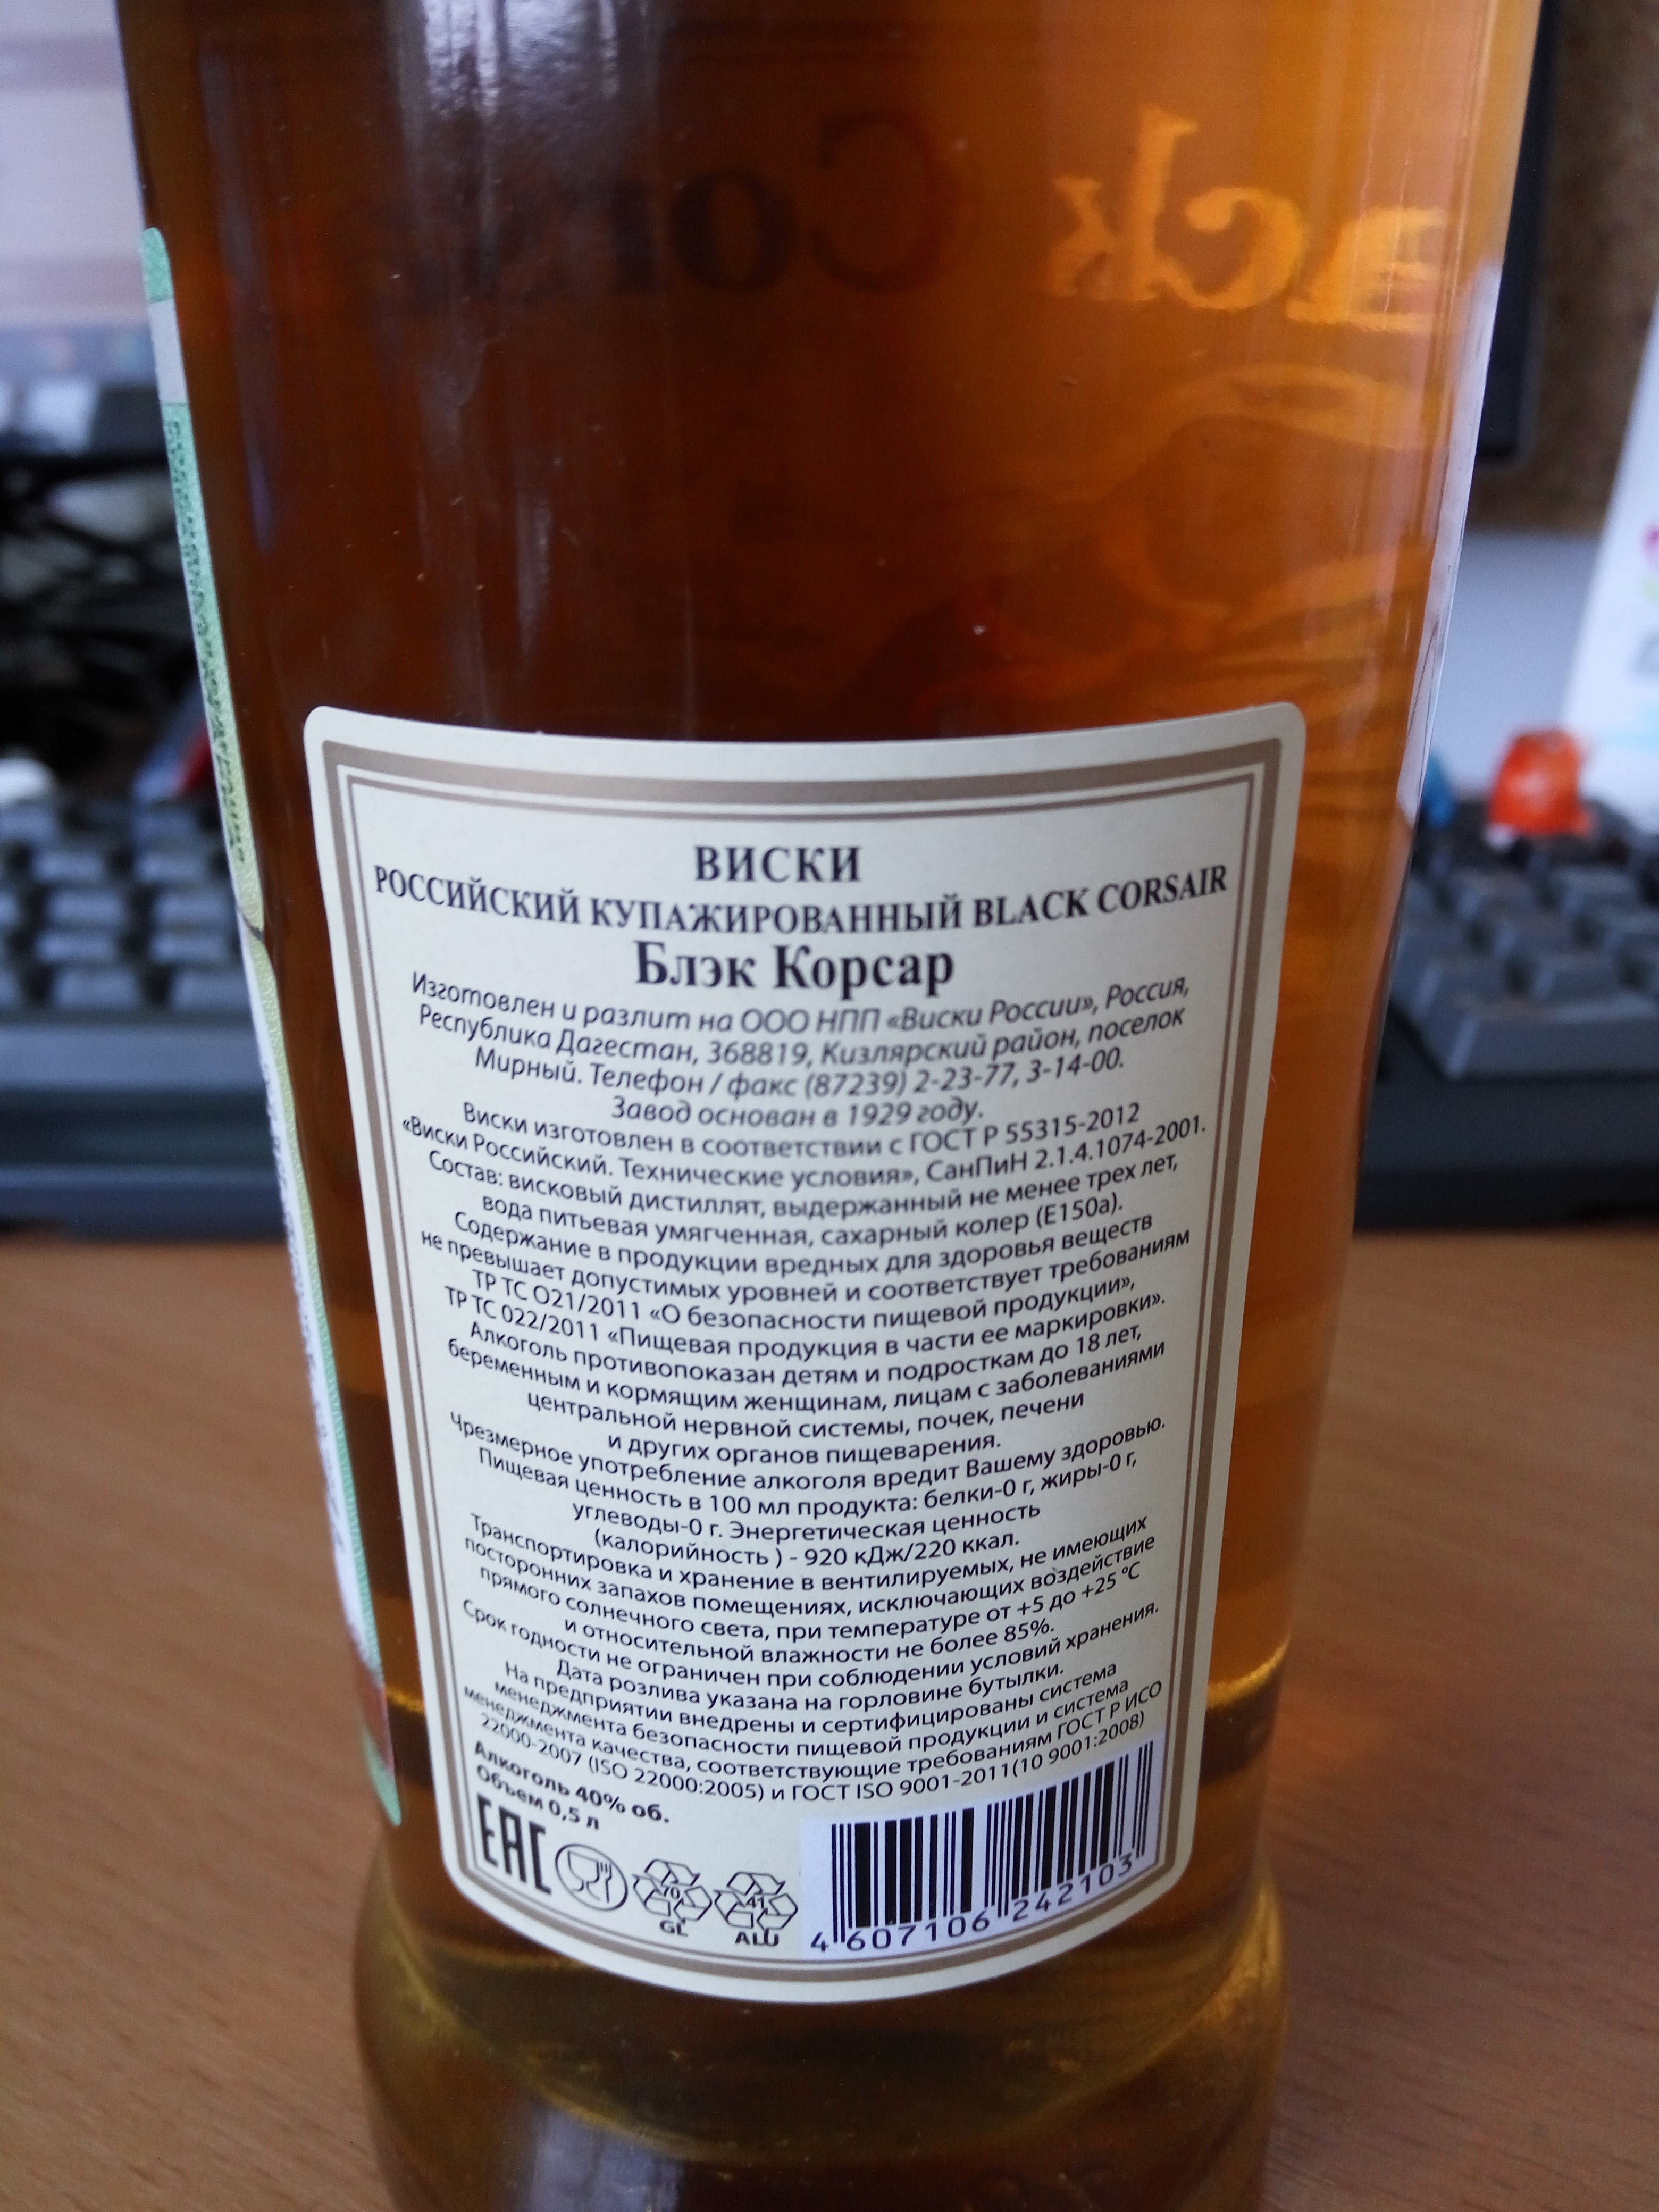 ВИСКИ
РОССИЙСКИЙ КУПАЖИРОВАННЫЙ BLACK CORSAIR
Блэк Корсар
Изготовлен и разлит на ООО НПП «Виски России», Россия,
Республика Дагестан, 368819, Кизлярский район, поселок
Мирный. Телефон / факс (87239) 2-23-77, 3-14-00.
Завод основан в 1929 году.
Виски изготовлен в соответствии с ГОСТ Р 55315-2012
«Виски Российский. Технические условия», СанПиН 2.1.4.1074-2001.
Состав: висковый дистиллят, выдержанный не менее трех лет,
вода питьевая умягченная, сахарный колер (Е150а).
Содержание в продукции вредных для здоровья веществ
не превышает допустимых уровней и соответствует требованиям
ТР ТС О21/2011 «О безопасности пищевой продукции»,
ТР ТС 022/2011 «Пищевая продукция в части ее маркировки».
Алкоголь противопоказан детям и подросткам до 18 лет,
беременным и кормящим женщинам, лицам с заболеваниями
центральной нервной системы, почек, печени
и других органов пищеварения.
Чрезмерное употребление алкоголя вредит Вашему здоровью.
Пищевая ценность в 100 мл продукта: белки-0 г, жиры-0 г,
углеводы-0 г. Энергетическая ценность
(калорийность ) - 920 кДж/220 ккал.
Транспортировка и хранение в вентилируемых, не имеющих
посторонних запахов помещениях, исключающих воздействие
прямого солнечного света, при температуре от +5 до +25 °С
и относительной влажности не более 85%.
Срок годности не ограничен при соблюдении условий хранения.
Дата розлива указана на горловине бутылки.
На предприятии внедрены и сертифицированы система
менеджмента безопасности пищевой продукции и система
менеджмента качества, соответствующие требованиям ГОСТ Р ИСО
22000-2007 (ISO 22000:2005) и ГОСТ ISO 9001-2011(10 9001:2008)
Алкоголь 40% об.
Объем 0,5 л
EAC
70
GL
41
ALU
4 607106 242103